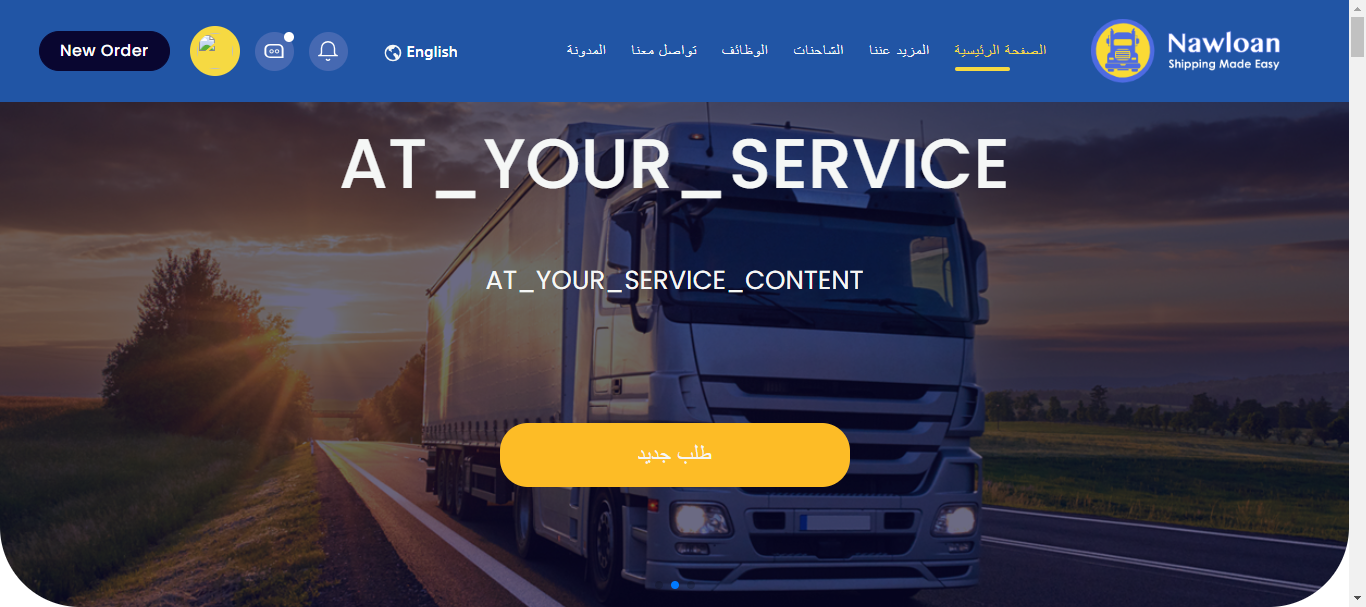 Nawloan
Shipping Made Easy
الصفحة الرئيسية
المزيد عننا
الشاحنات
الوظائف
تواصل معنا
المدونة
English
New Order
AT_YOUR_SERVICE
AT_YOUR_SERVICE_CONTENT
طلب جديد